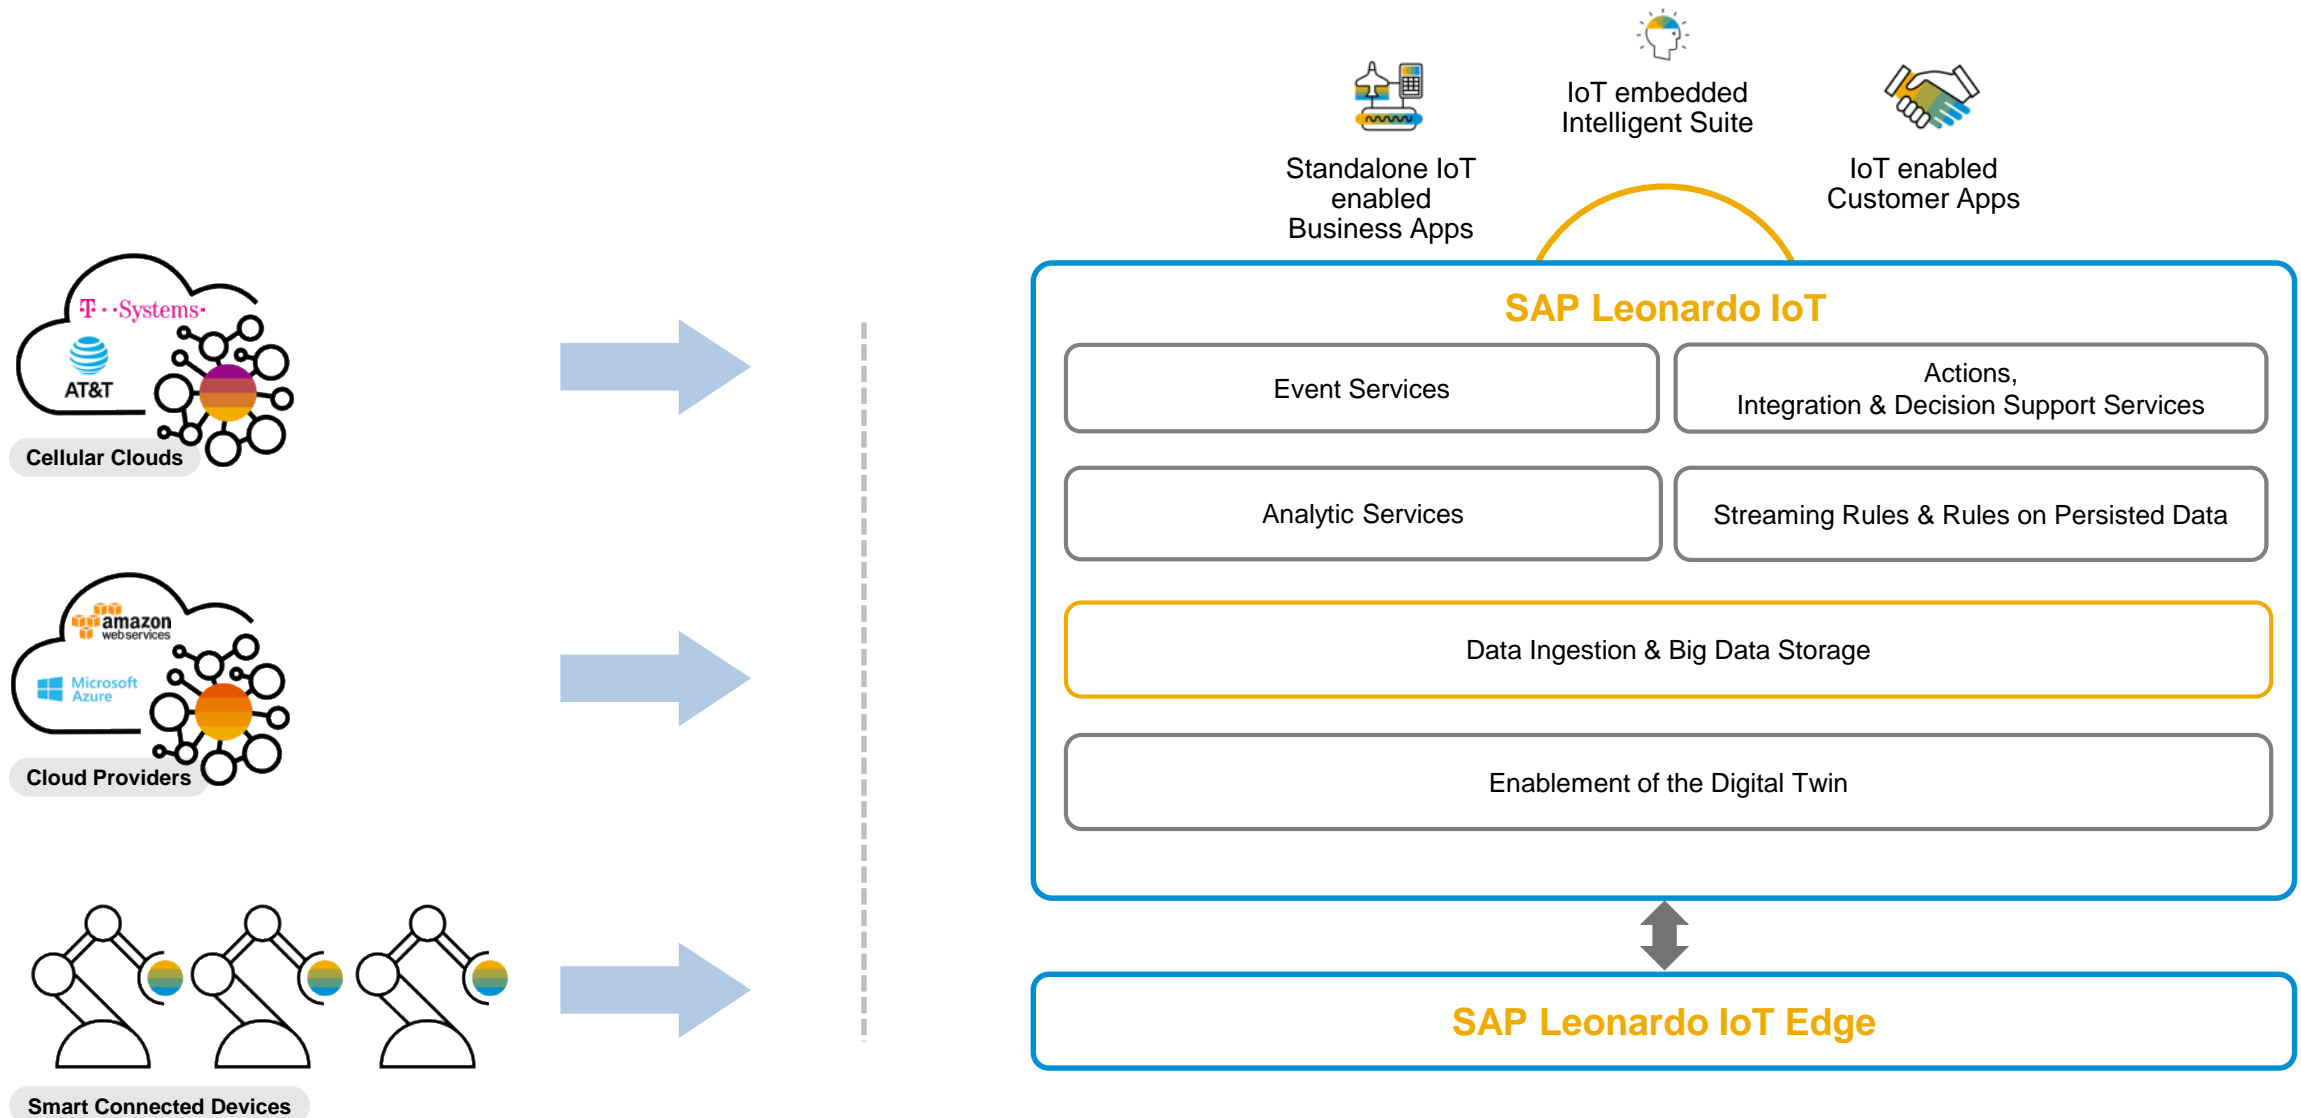 IoT embedded
Intelligent Suite
Standalone IoT
enabled
Business Apps
IoT enabled
Customer Apps
T··Systems·
AT&T
Cellular Clouds
amazon
webservices
Microsoft
Azure
Cloud Providers
Smart Connected Devices
SAP Leonardo IoT
Event Services
Actions,
Integration & Decision Support Services
Analytic Services
Streaming Rules & Rules on Persisted Data
Data Ingestion & Big Data Storage
Enablement of the Digital Twin
SAP Leonardo IoT Edge